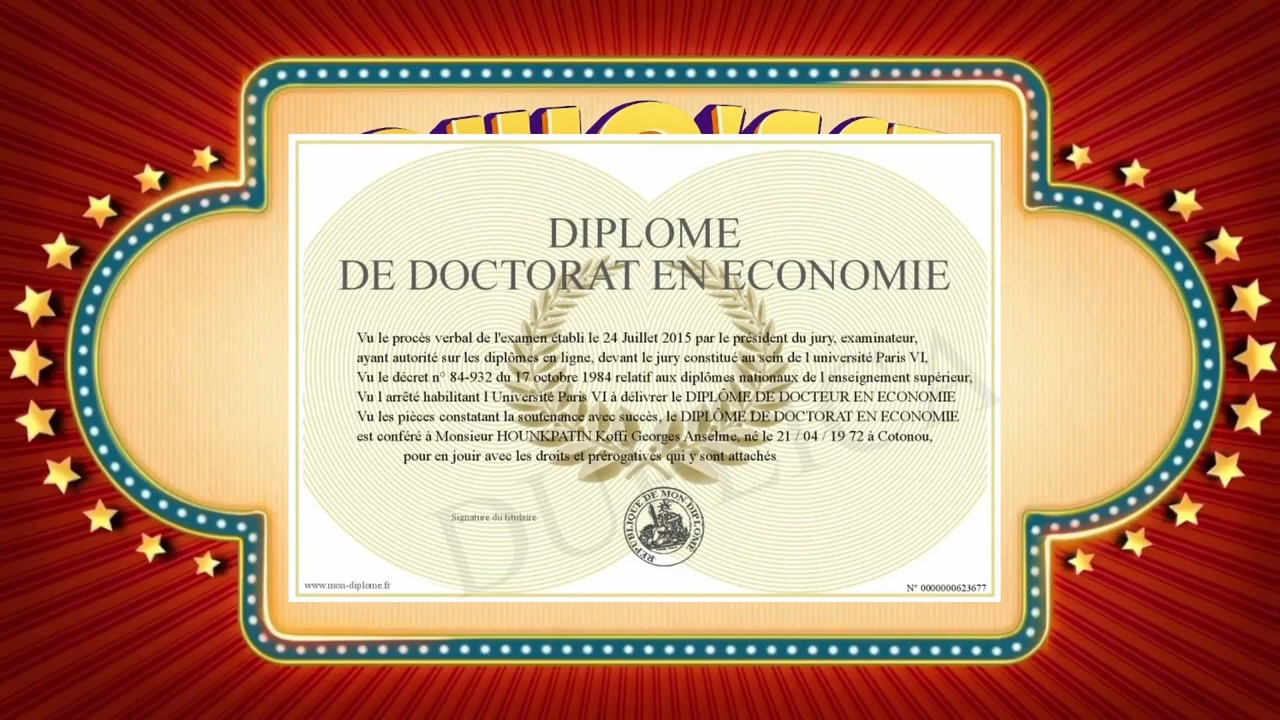 DIPLOME
DE DOCTORAT EN ECONOMIE
Vu le procès verbal de l'examen établi le 24 Juillet 2015 par le président du jury, examinateur,
ayant autorité sur les diplômes en ligne, devant le jury constitué au sein de l université Paris VI,
Vu le décret n° 84-932 du 17 octobre 1984 relatif aux diplômes nationaux de l enseignement supérieur,
Vu l arrêté habilitant l Université Paris VI à délivrer le DIPLÔME DE DOCTEUR EN ECONOMIE
Vu les pièces constatant la soutenance avec succès, le DIPLÔME DE DOCTORAT EN ECONOMIE
est conféré à Monsieur HOUNKPATIN Koffi Georges Anselme, né le 21 / 04 / 19 72 à Cotonou,
pour en jouir avec les droits et prérogatives qui y sont attachés
Signature du titulaire
REPUBLIQUE DE MON DIPLOME
www.mon-diplome.fr
N° 0000000623677